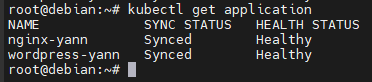 root@debian:~# kubectl get application
NAME             SYNC STATUS   HEALTH STATUS
nginx-yann       Synced        Healthy
wordpress-yann   Synced        Healthy
root@debian:~#